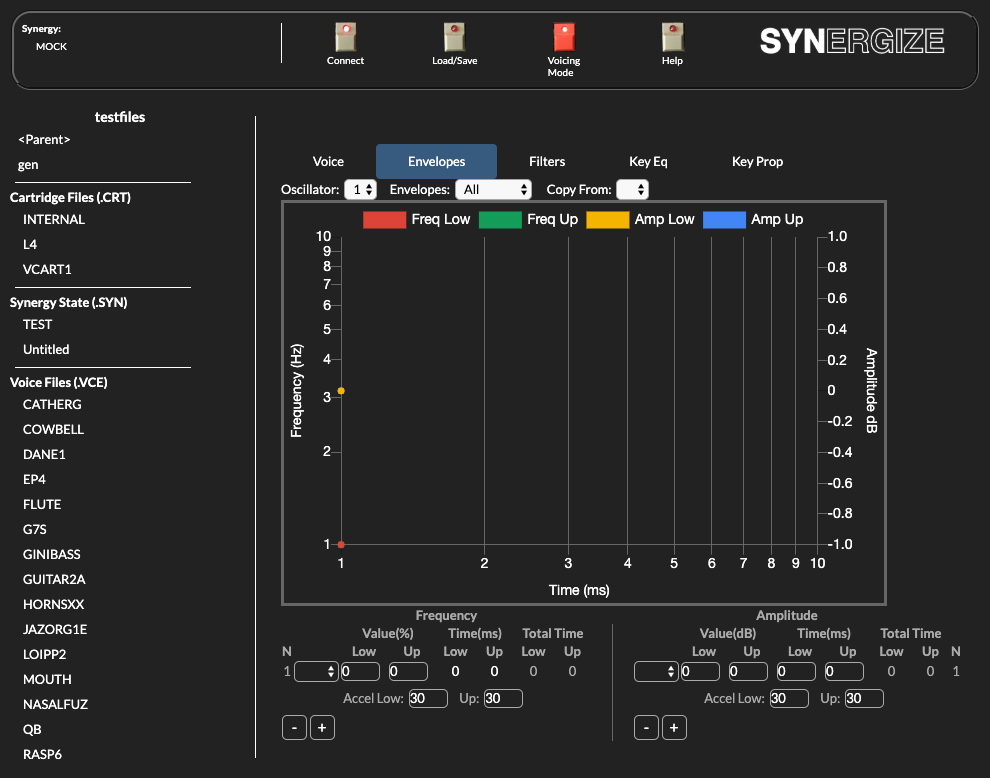 Synergy:
MOCK
Connect
Load/Save
Voicing
Mode
Help
SYNERGIZE
testfiles
<Parent>
gen
Cartridge Files (.CRT)
INTERNAL
L4
VCART1
Synergy State (.SYN)
TEST
Untitled
Voice Files (.VCE)
CATHERG
COWBELL
DANE1
EP4
FLUTE
G7S
GINIBASS
GUITAR2A
HORNSXX
JAZORG1E
LOIPP2
MOUTH
NASALFUZ
QB
RASP6
Voice Envelopes Filters Key Eq Key Prop
Oscillator: 1 Envelopes: All Copy From:
Freq Low Freq Up Amp Low Amp Up
10
9
8
7
6
5
4
3
2
1
Frequency (Hz)
1.0
0.8
0.6
0.4
0.2
0
-0.2
-0.4
-0.6
-0.8
-1.0
Amplitude dB
1 2 3 4 5 6 7 8 9 10
Time (ms)
Frequency
Value(%) Time(ms) Total Time
N Low Up Low Up Low Up
1 0 0 0 0 0 0
Accel Low: 30 Up: 30
- +
Amplitude
Value(dB) Time(ms) Total Time
Low Up Low Up Low Up N
0 0 0 0 0 0 1
Accel Low: 30 Up: 30
- +